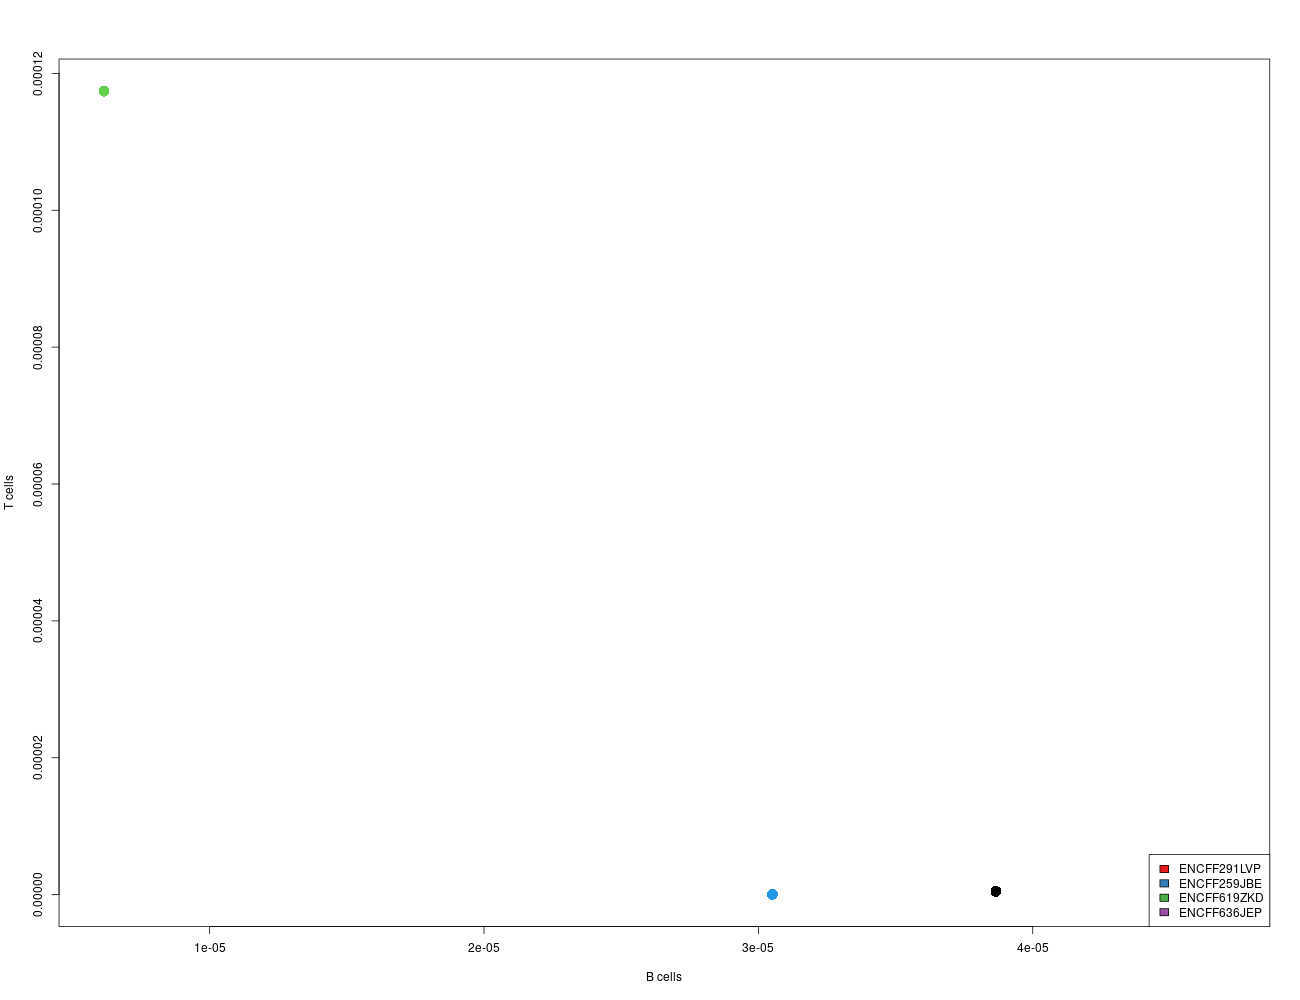 0.00012
0.00010
0.00008
0.00006
0.00004
0.00002
0.00000
T cells
1e-05
2e-05
3e-05
4e-05
B cells
ENCFF291LVP
ENCFF259JBE
ENCFF619ZKD
ENCFF636JEP